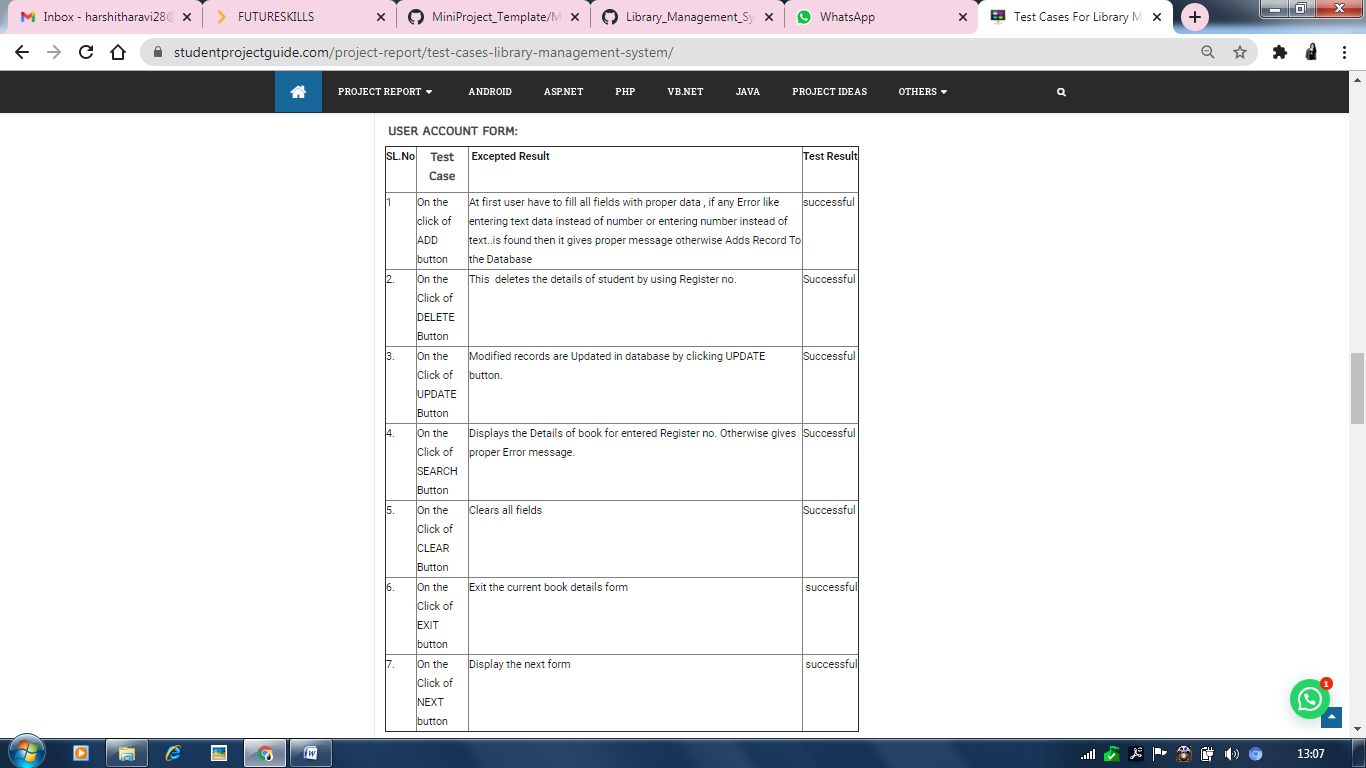 Inbox - harshitharavi28@
FUTURESKILLS
MiniProject_Template/M
Library_Management_Sy
WhatsApp
Test Cases For Library M
studentprojectguide.com/project-report/test-cases-library-management-system/
PROJECT REPORT
ANDROID
ASP.NET
PHP
VB.NET
JAVA
PROJECT IDEAS
OTHERS
USER ACCOUNT FORM:
SL.No
Test
Case
Excepted Result
Test Result
1
On the
click of
ADD
button
At first user have to fill all fields with proper data , if any Error like
entering text data instead of number or entering number instead of
text..is found then it gives proper message otherwise Adds Record To
the Database
successful
2.
On the
Click of
DELETE
Button
This  deletes the details of student by using Register no.
Successful
3.
On the
Click of
UPDATE
Button
Modified records are Updated in database by clicking UPDATE
button.
Successful
4.
On the
Click of
SEARCH
Button
Displays the Details of book for entered Register no. Otherwise gives
proper Error message.
Successful
5.
On the
Click of
CLEAR
Button
Clears all fields
Successful
6.
On the
Click of
EXIT
button
Exit the current book details form
successful
7.
On the
Click of
NEXT
button
Display the next form
successful
1
13:07